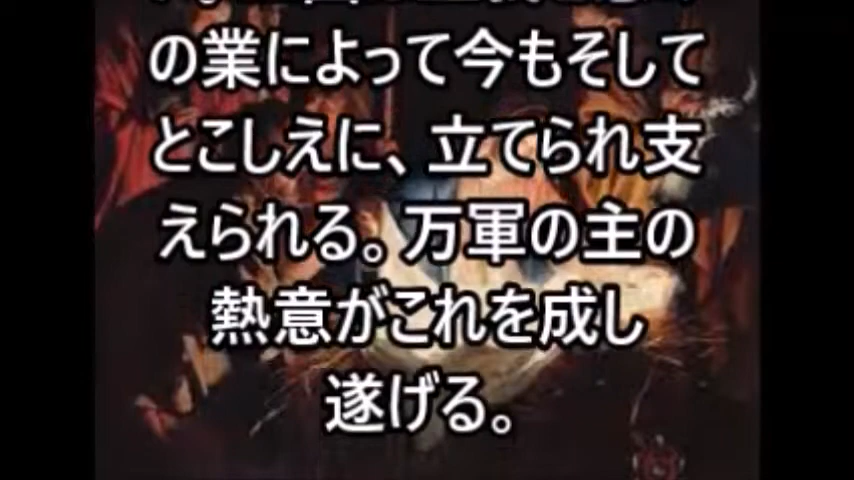 の業によって今もそして
とこしえに、立てられ支
えられる。万軍の主の
熱意がこれを成し
遂げる。